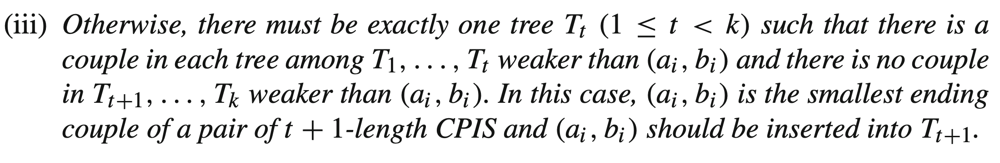 (iii) Otherwise, there must be exactly one tree T_t (1 ≤ t < k) such that there is a
couple in each tree among T_1, . . . , T_t weaker than (a_i, b_i) and there is no couple
in T_{t+1}, . . . , T_k weaker than (a_i, b_i). In this case, (a_i, b_i) is the smallest ending
couple of a pair of t + 1-length CPIS and (a_i, b_i) should be inserted into T_{t+1}.